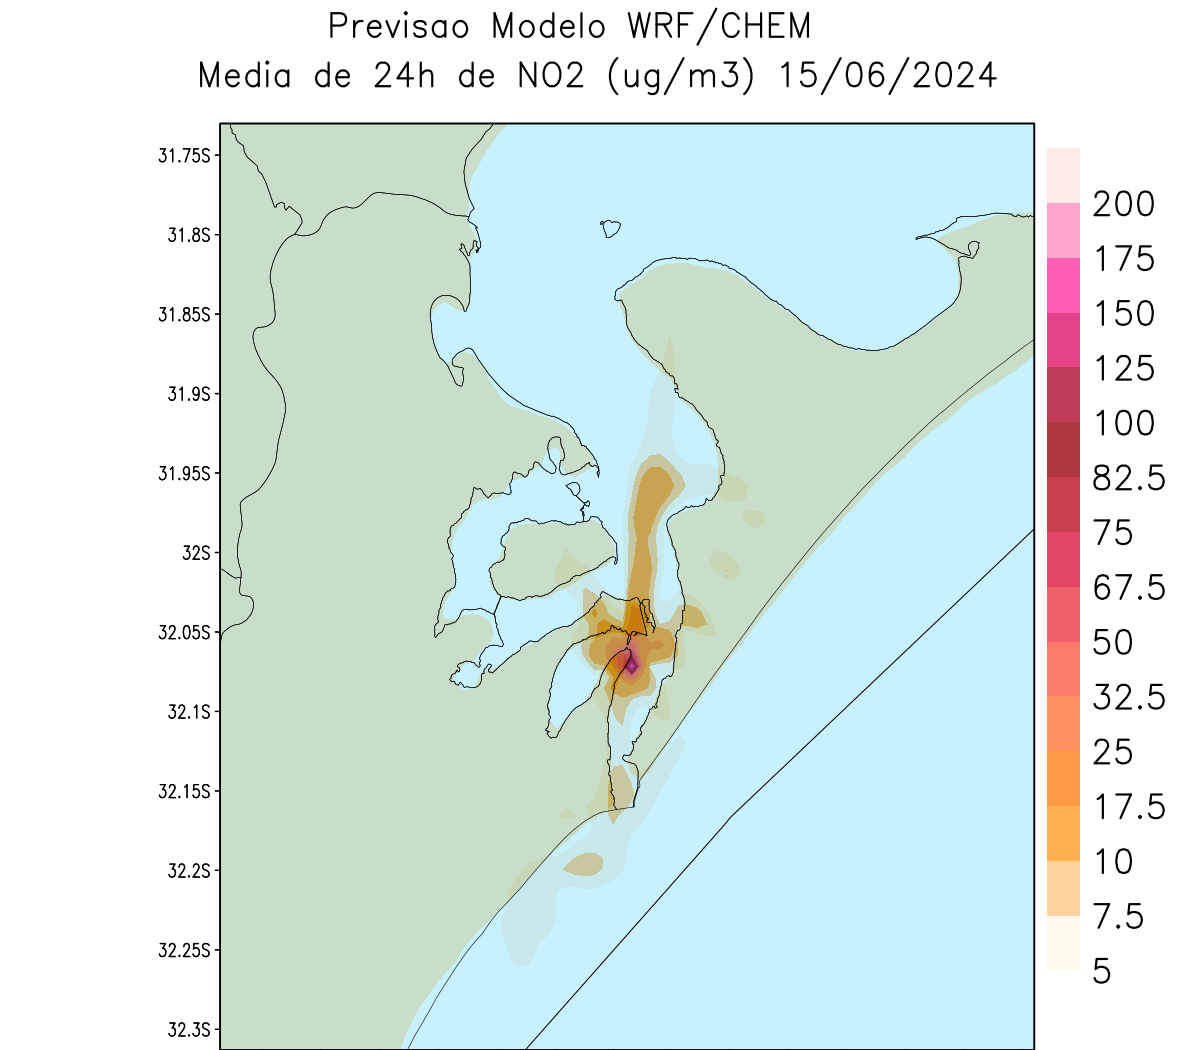 Previsao Modelo WRF/CHEM
Media de 24h de NO2 (ug/m3) 15/06/2024
31.75S
31.8S
31.85S
31.9S
31.95S
32S
32.05S
32.1S
32.15S
32.2S
32.25S
32.3S
200
175
150
125
100
82.5
75
67.5
50
32.5
25
17.5
10
7.5
5